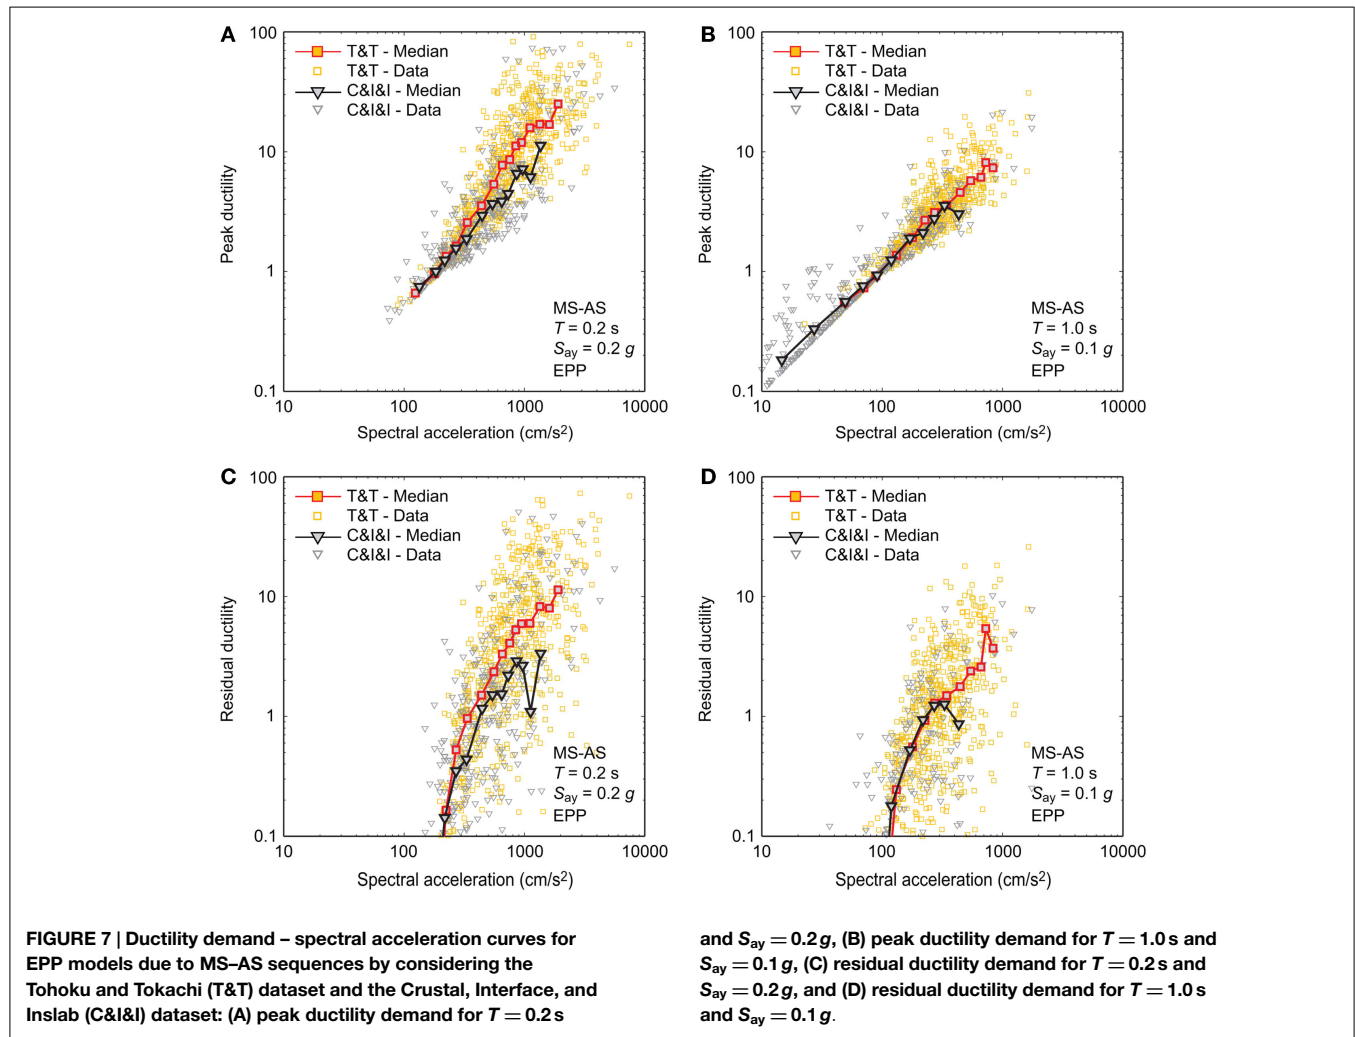 A
100
10
1
0.1
Peak ductility
T&T - Median
T&T - Data
C&I&I - Median
C&I&I - Data
MS-AS
T = 0.2 s
Say = 0.2 g
EPP
10 100 1000 10000
Spectral acceleration (cm/s²)
B
100
10
1
0.1
Peak ductility
T&T - Median
T&T - Data
C&I&I - Median
C&I&I - Data
MS-AS
T = 1.0 s
Say = 0.1 g
EPP
10 100 1000 10000
Spectral acceleration (cm/s²)
C
100
10
1
0.1
Residual ductility
T&T - Median
T&T - Data
C&I&I - Median
C&I&I - Data
MS-AS
T = 0.2 s
Say = 0.2 g
EPP
10 100 1000 10000
Spectral acceleration (cm/s²)
D
100
10
1
0.1
Residual ductility
T&T - Median
T&T - Data
C&I&I - Median
C&I&I - Data
MS-AS
T = 1.0 s
Say = 0.1 g
EPP
10 100 1000 10000
Spectral acceleration (cm/s²)
FIGURE 7 | Ductility demand – spectral acceleration curves for
EPP models due to MS–AS sequences by considering the
Tohoku and Tokachi (T&T) dataset and the Crustal, Interface, and
Inslab (C&I&I) dataset: (A) peak ductility demand for T = 0.2 s
and Say = 0.2 g, (B) peak ductility demand for T = 1.0 s and
Say = 0.1 g, (C) residual ductility demand for T = 0.2 s and
Say = 0.2 g, and (D) residual ductility demand for T = 1.0 s
and Say = 0.1 g.